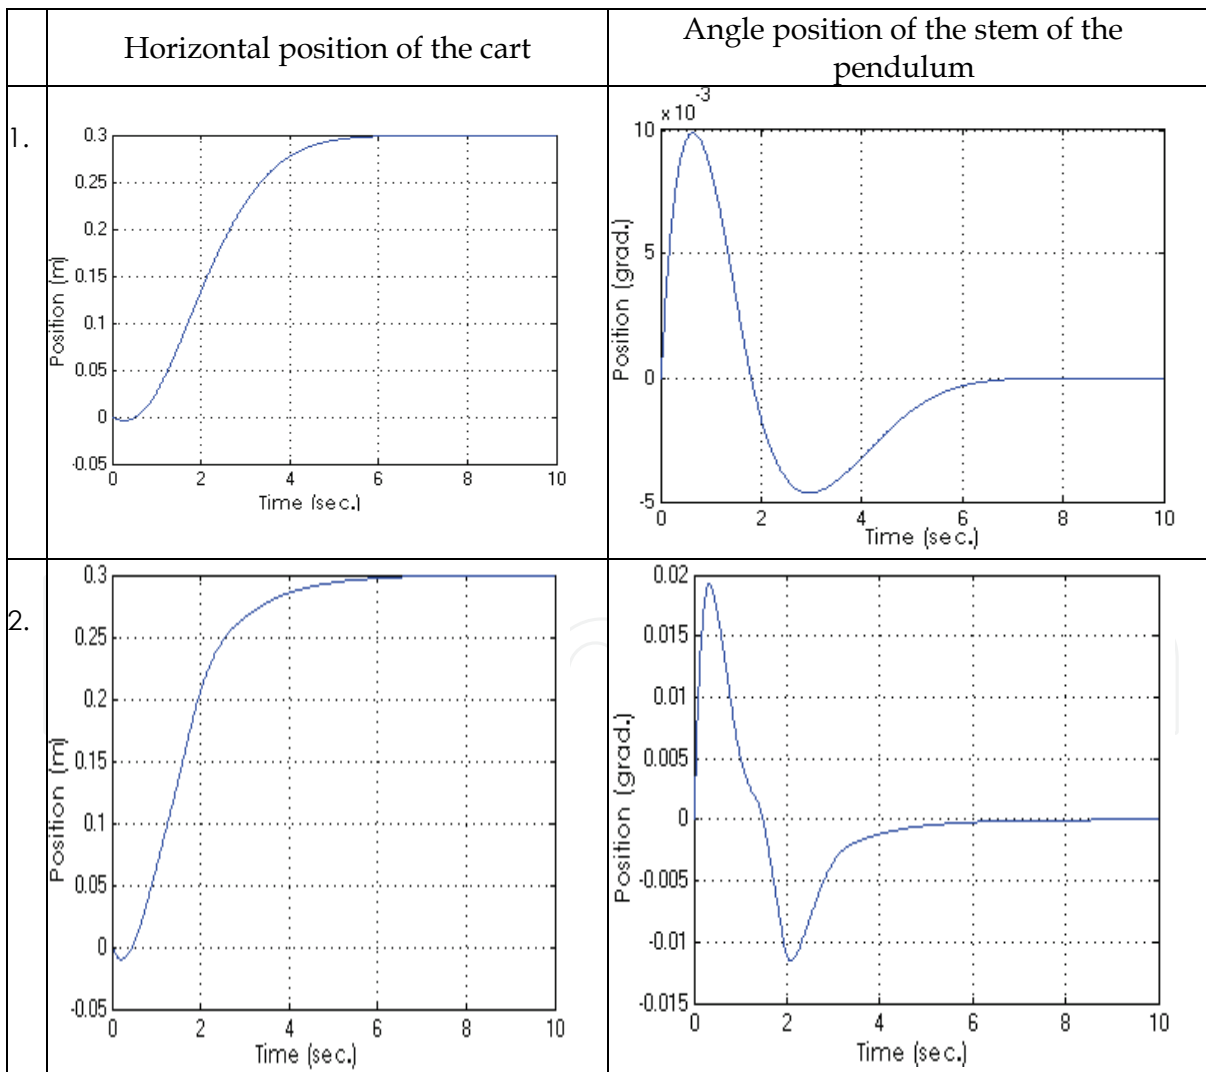 Horizontal position of the cart
Angle position of the stem of the
pendulum
1.
0.3
0.25
0.2
0.15
0.1
0.05
0
-0.05
0 2 4 6 8 10
Position (m)
Time (sec.)
x 10 -3
10
5
0
-5
0 2 4 6 8 10
Position (grad.)
Time (sec.)
2.
0.3
0.25
0.2
0.15
0.1
0.05
0
-0.05
0 2 4 6 8 10
Position (m)
Time (sec.)
0.02
0.015
0.01
0.005
0
-0.005
-0.01
-0.015
0 2 4 6 8 10
Position (grad.)
Time (sec.)